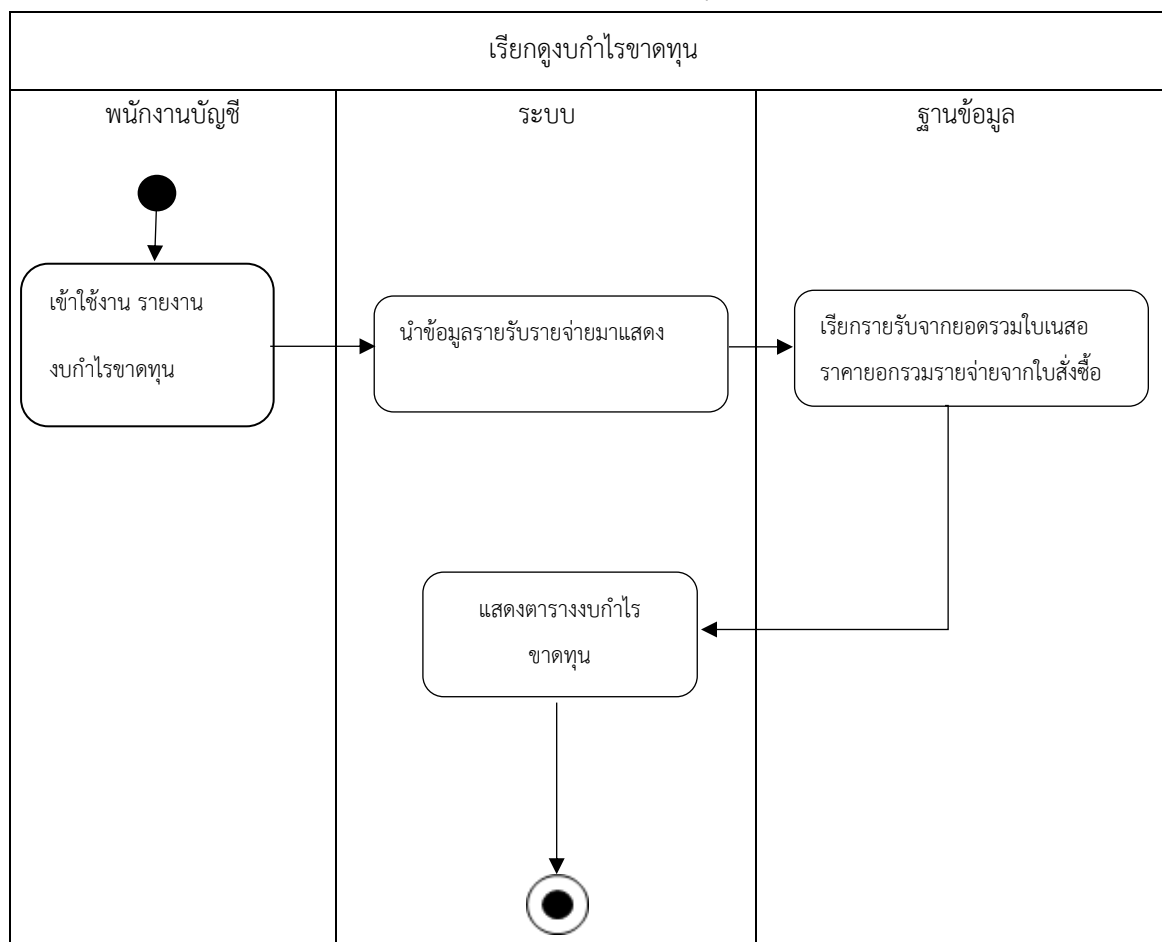 เรียกดูงบกำไรขาดทุน
พนักงานบัญชี
ระบบ
ฐานข้อมูล
เข้าใช้งาน รายงาน
งบกำไรขาดทุน
นำข้อมูลรายรับรายจ่ายมาแสดง
เรียกรายรับจากยอดรวมใบเนสอ
ราคายอกรวมรายจ่ายจากใบสั่งซื้อ
แสดงตารางงบกำไร
ขาดทุน